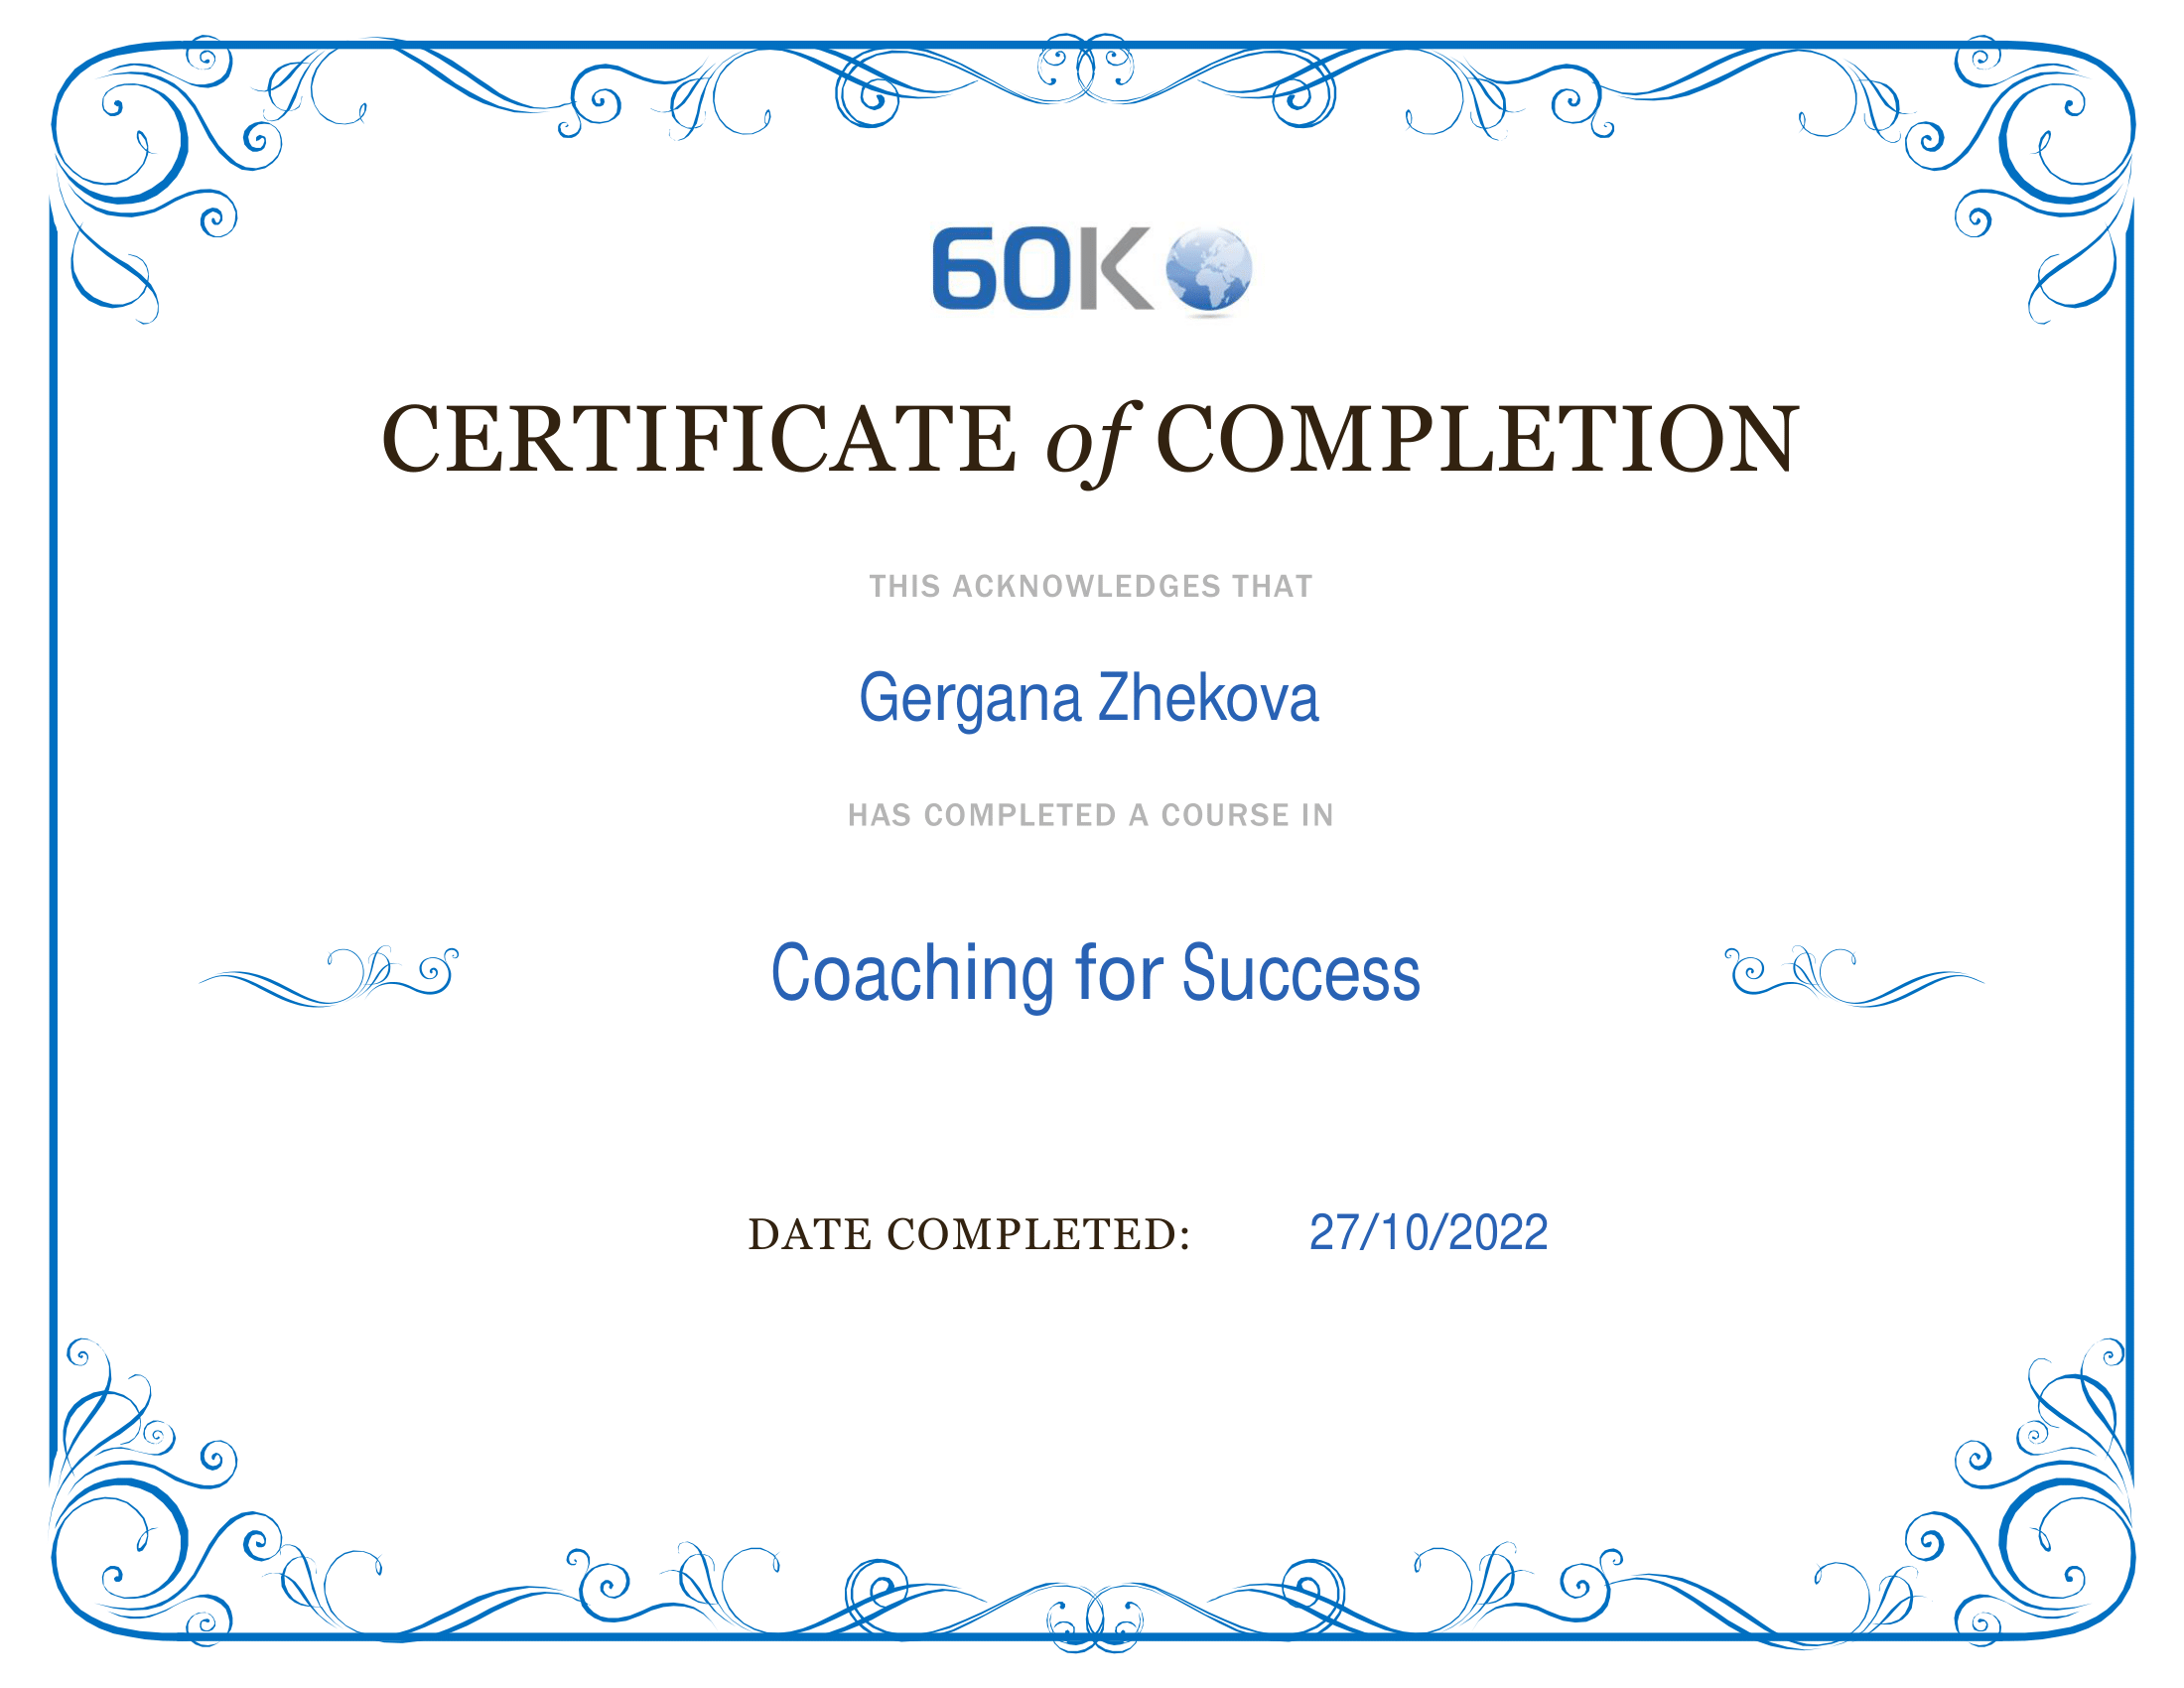 60K
CERTIFICATE of COMPLETION
THIS ACKNOWLEDGES THAT
Gergana Zhekova
HAS COMPLETED A COURSE IN
Coaching for Success
DATE COMPLETED: 27/10/2022